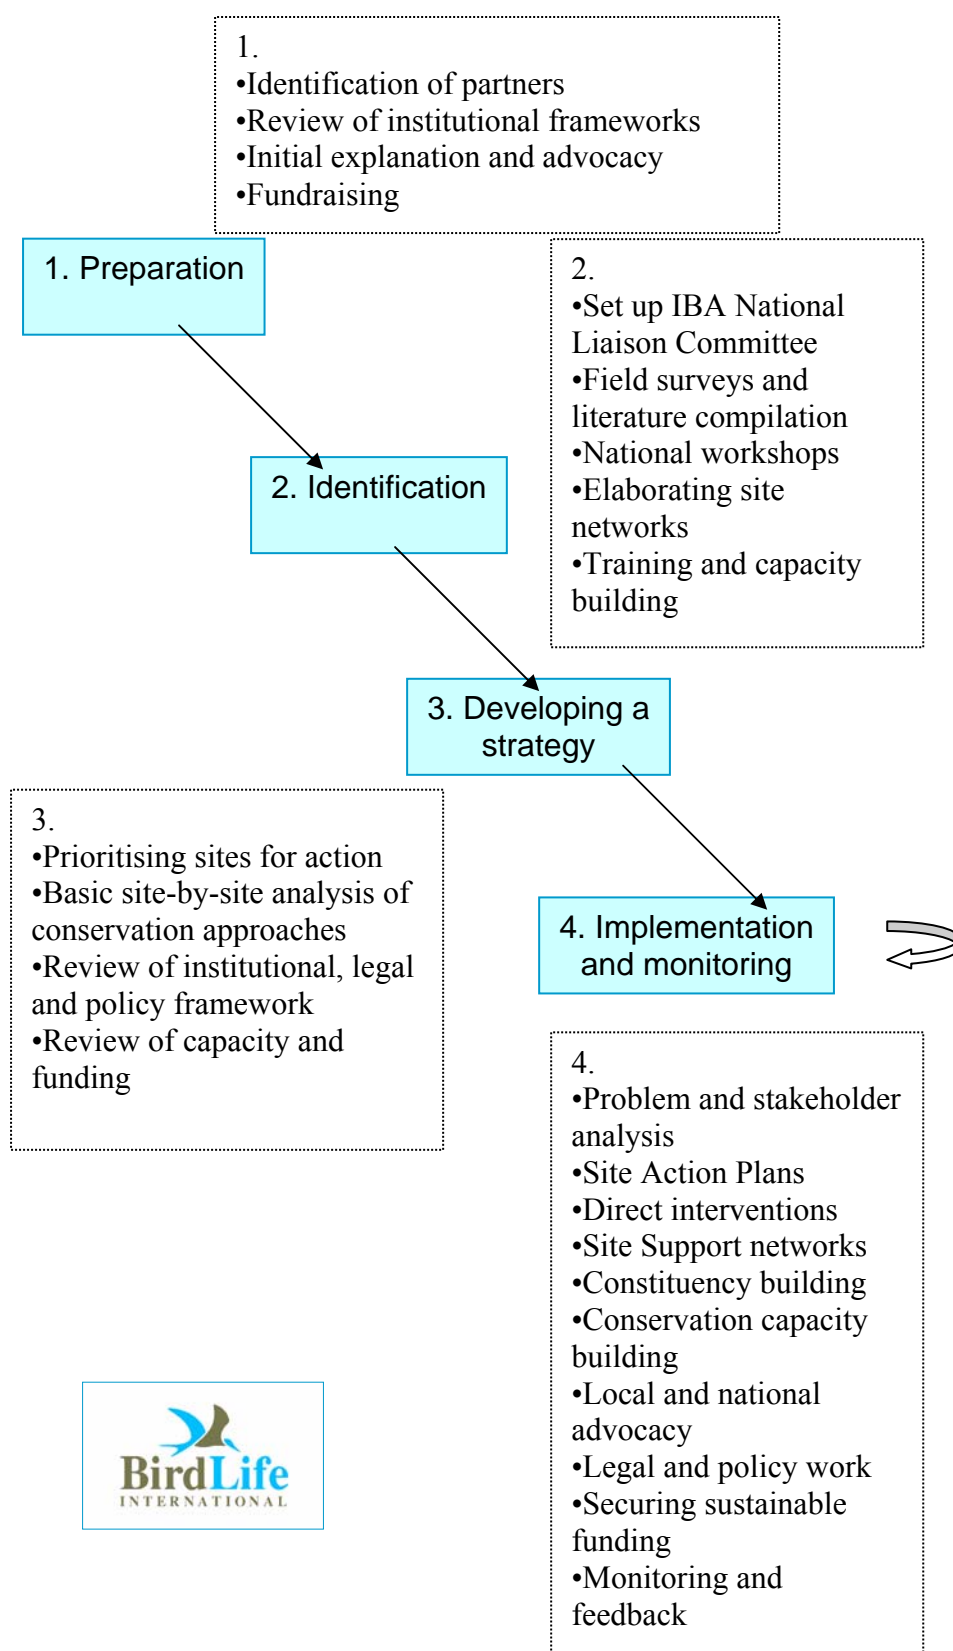 1.
•Identification of partners
•Review of institutional frameworks
•Initial explanation and advocacy
•Fundraising
1. Preparation
2.
•Set up IBA National
Liaison Committee
•Field surveys and
literature compilation
•National workshops
•Elaborating site
networks
•Training and capacity
building
2. Identification
3. Developing a
strategy
3.
•Prioritising sites for action
•Basic site-by-site analysis of
conservation approaches
•Review of institutional, legal
and policy framework
•Review of capacity and
funding
4. Implementation
and monitoring
4.
•Problem and stakeholder
analysis
•Site Action Plans
•Direct interventions
•Site Support networks
•Constituency building
•Conservation capacity
building
•Local and national
advocacy
•Legal and policy work
•Securing sustainable
funding
•Monitoring and
feedback
BirdLife
INTERNATIONAL